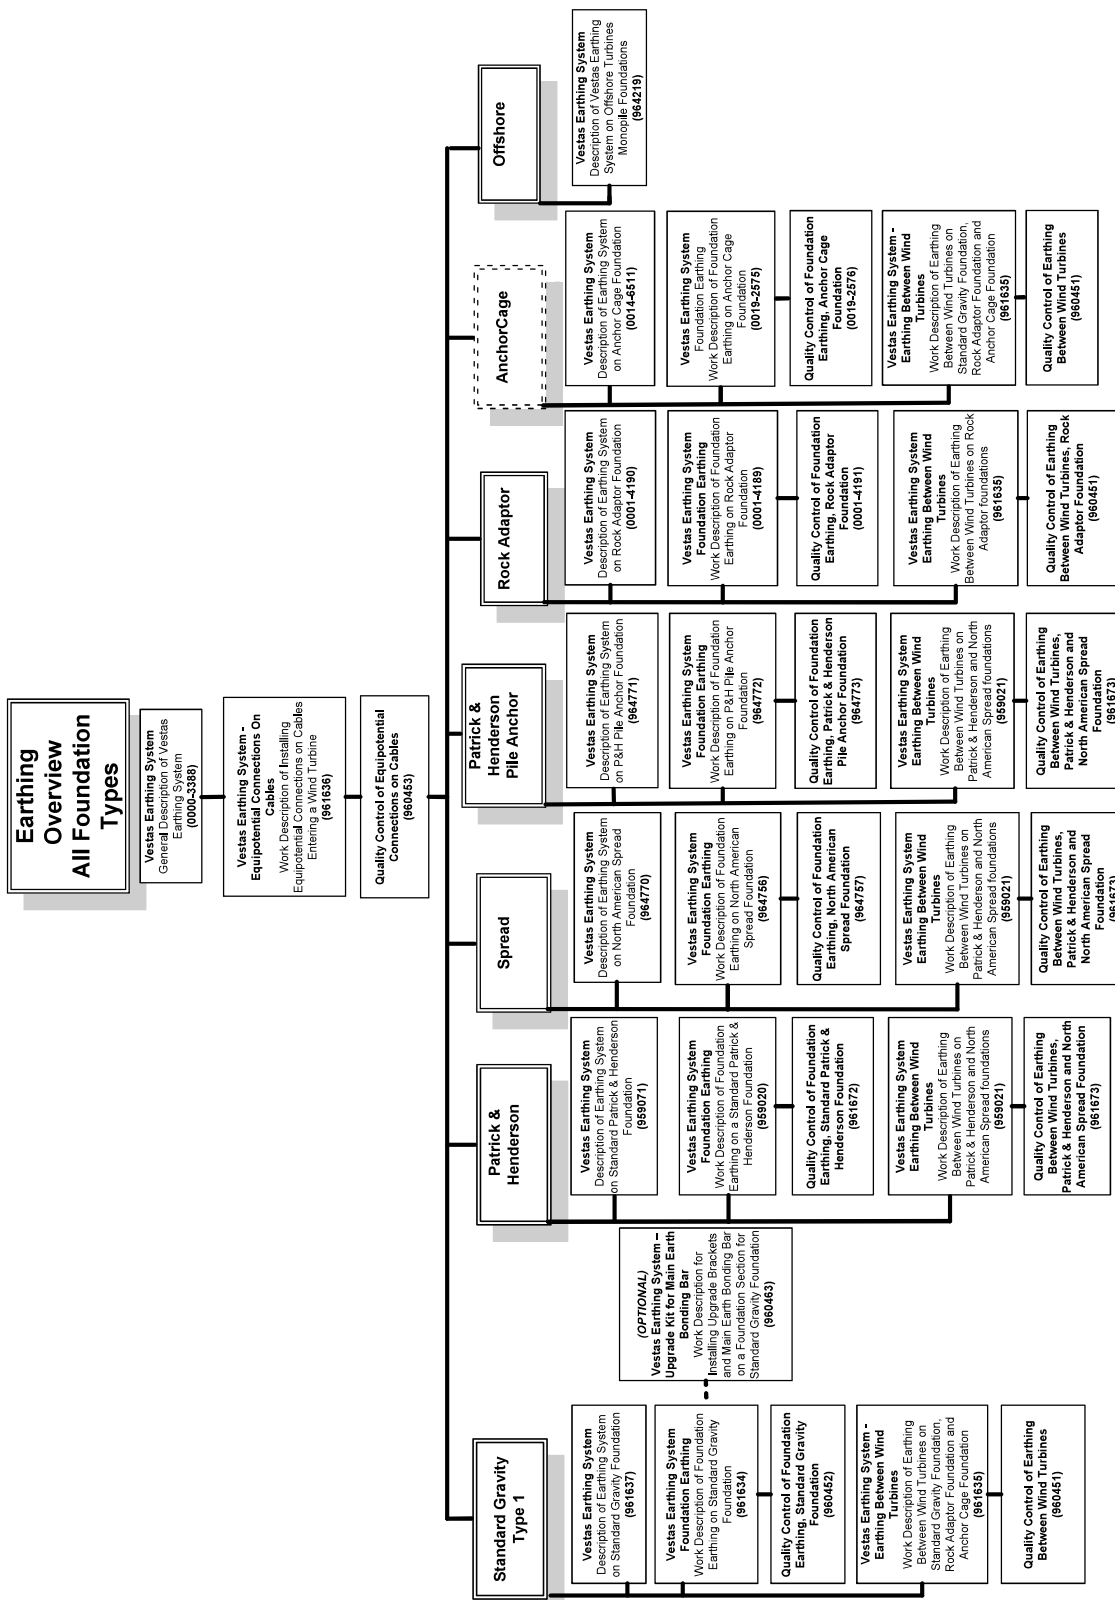 Earthing
Overview
All Foundation
Types
Vestas Earthing System
General Description of Vestas
Earthing System
(0000-3388)
Vestas Earthing System -
Equipotential Connections On
Cables
Work Description of Installing
Equipotential Connections on Cables
Entering a Wind Turbine
(961636)
Quality Control of Equipotential
Connections on Cables
(960453)
Standard Gravity
Type 1
Vestas Earthing System
Description of Earthing System
on Standard Gravity Foundation
(961637)
Vestas Earthing System
Foundation Earthing
Work Description of Foundation
Earthing on Standard Gravity
Foundation
(961634)
Quality Control of Foundation
Earthing, Standard Gravity
Foundation
(960452)
Vestas Earthing System -
Earthing Between Wind
Turbines
Work Description of Earthing
Between Wind Turbines on
Standard Gravity Foundation,
Rock Adaptor Foundation and
Anchor Cage Foundation
(961635)
Quality Control of Earthing
Between Wind Turbines
(960451)
(OPTIONAL)
Vestas Earthing System –
Upgrade Kit for Main Earth
Bonding Bar
Work Description for
Installing Upgrade Brackets
and Main Earth Bonding Bar
on a Foundation Section for
Standard Gravity Foundation
(960463)
Patrick &
Henderson
Vestas Earthing System
Description of Earthing System
on Standard Patrick & Henderson
Foundation
(959071)
Vestas Earthing System
Foundation Earthing
Work Description of Foundation
Earthing on a Standard Patrick &
Henderson Foundation
(959020)
Quality Control of Foundation
Earthing, Standard Patrick &
Henderson Foundation
(961672)
Vestas Earthing System
Earthing Between Wind
Turbines
Work Description of Earthing
Between Wind Turbines on
Patrick & Henderson and North
American Spread foundations
(959021)
Quality Control of Earthing
Between Wind Turbines,
Patrick & Henderson and North
American Spread Foundation
(961673)
Spread
Vestas Earthing System
Description of Earthing System
on North American Spread
Foundation
(964770)
Vestas Earthing System
Foundation Earthing
Work Description of Foundation
Earthing on North American
Spread Foundation
(964756)
Quality Control of Foundation
Earthing, North American
Spread Foundation
(964757)
Vestas Earthing System
Earthing Between Wind
Turbines
Work Description of Earthing
Between Wind Turbines on
Patrick & Henderson and North
American Spread foundations
(959021)
Quality Control of Earthing
Between Wind Turbines,
Patrick & Henderson and
North American Spread
Foundation
(961673)
Patrick &
Henderson
Pile Anchor
Vestas Earthing System
Description of Earthing System
on P&H Pile Anchor Foundation
(964771)
Vestas Earthing System
Foundation Earthing
Work Description of Foundation
Earthing on P&H Pile Anchor
Foundation
(964772)
Quality Control of Foundation
Earthing, Patrick & Henderson
Pile Anchor Foundation
(964773)
Vestas Earthing System
Earthing Between Wind
Turbines
Work Description of Earthing
Between Wind Turbines on
Patrick & Henderson and North
American Spread foundations
(959021)
Quality Control of Earthing
Between Wind Turbines,
Patrick & Henderson and
North American Spread
Foundation
(961673)
Rock Adaptor
Vestas Earthing System
Description of Earthing System
on Rock Adaptor Foundation
(0001-4190)
Vestas Earthing System
Foundation Earthing
Work Description of Foundation
Earthing on Rock Adaptor
Foundation
(0001-4189)
Quality Control of Foundation
Earthing, Rock Adaptor
Foundation
(0001-4191)
Vestas Earthing System
Earthing Between Wind
Turbines
Work Description of Earthing
Between Wind Turbines on Rock
Adaptor foundations
(961635)
Quality Control of Earthing
Between Wind Turbines, Rock
Adaptor Foundation
(960451)
AnchorCage
Vestas Earthing System
Description of Earthing System
on Anchor Cage Foundation
(0014-6511)
Vestas Earthing System
Foundation Earthing
Work Description of Foundation
Earthing on Anchor Cage
Foundation
(0019-2575)
Quality Control of Foundation
Earthing, Anchor Cage
Foundation
(0019-2576)
Vestas Earthing System -
Earthing Between Wind
Turbines
Work Description of Earthing
Between Wind Turbines on
Standard Gravity Foundation,
Rock Adaptor Foundation and
Anchor Cage Foundation
(961635)
Quality Control of Earthing
Between Wind Turbines
(960451)
Offshore
Vestas Earthing System
Description of Vestas Earthing
System on Offshore Turbines
Monopile Foundations
(964219)